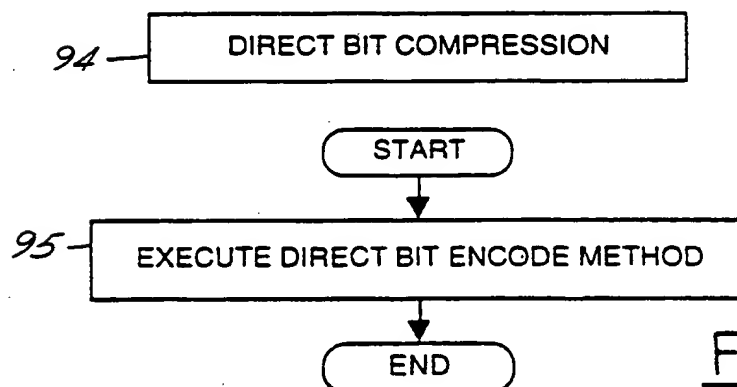 94 DIRECT BIT COMPRESSION
START
95 EXECUTE DIRECT BIT ENCODE METHOD
END
F